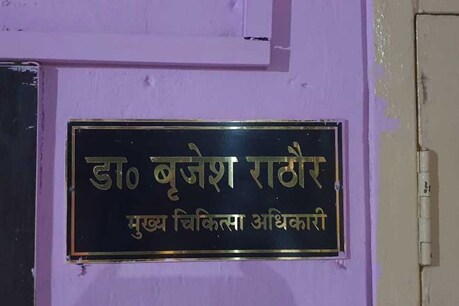 डा० बृजेश राठौर
मुख्य चिकित्सा अधिकारी